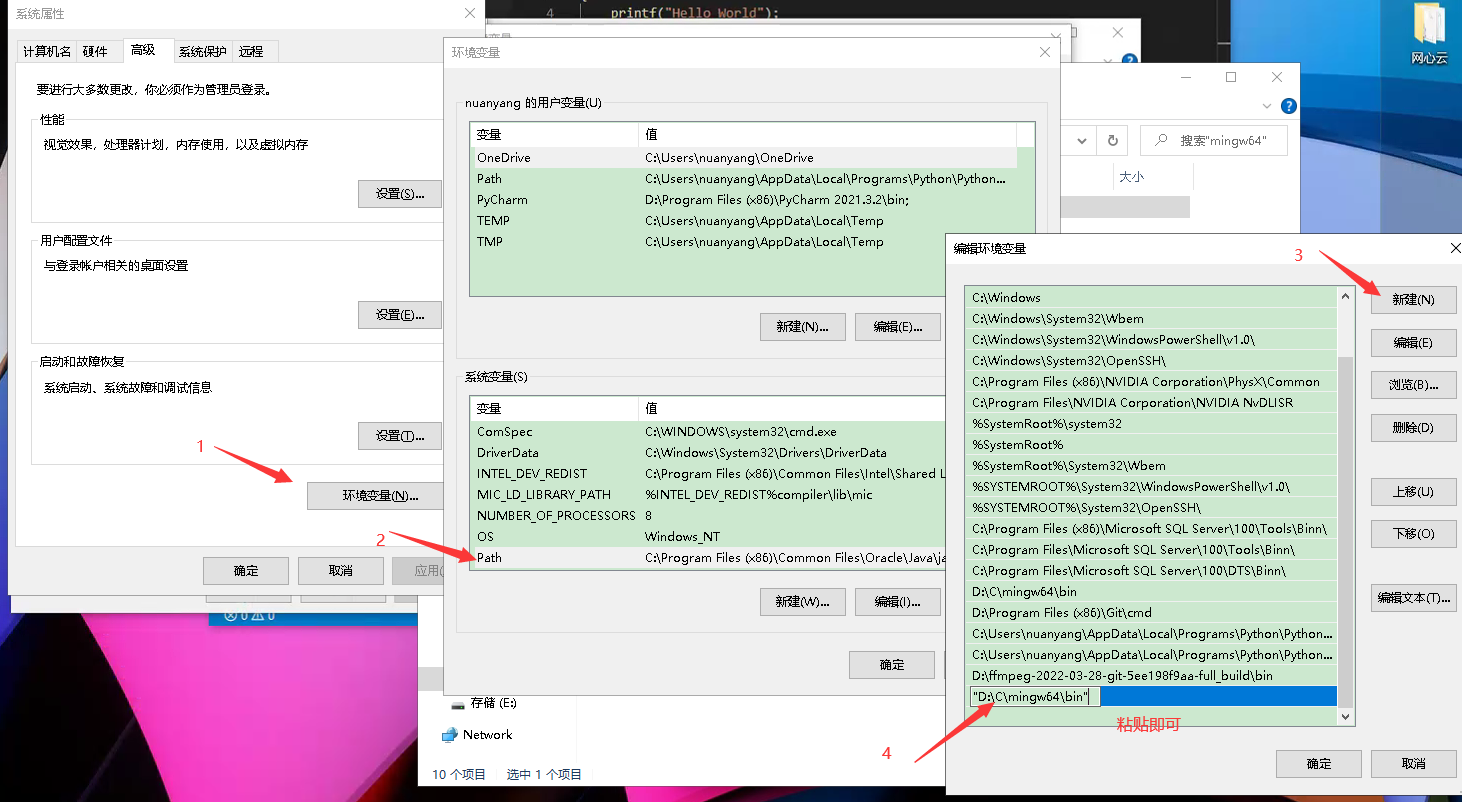 系统属性
计算机名
硬件
高级
系统保护
远程
要进行大多数更改，你必须作为管理员登录。
性能
视觉效果，处理器计划，内存使用，以及虚拟内存
设置(S)...
用户配置文件
与登录帐户相关的桌面设置
设置(E)...
启动和故障恢复
系统启动、系统故障和调试信息
设置(T)...
1
环境变量(N)...
确定
取消
应用(
0
0
4
printf("Hello World");
环境变量
nuanyang 的用户变量(U)
变量
值
OneDrive
C:\Users\nuanyang\OneDrive
Path
C:\Users\nuanyang\AppData\Local\Programs\Python\Python...
PyCharm
D:\Program Files (x86)\PyCharm 2021.3.2\bin;
TEMP
C:\Users\nuanyang\AppData\Local\Temp
TMP
C:\Users\nuanyang\AppData\Local\Temp
新建(N)...
编辑(E)...
系统变量(S)
变量
值
ComSpec
C:\WINDOWS\system32\cmd.exe
DriverData
C:\Windows\System32\Drivers\DriverData
INTEL_DEV_REDIST
C:\Program Files (x86)\Common Files\Intel\Shared L
MIC_LD_LIBRARY_PATH
%INTEL_DEV_REDIST%compiler\lib\mic
NUMBER_OF_PROCESSORS
8
OS
Windows_NT
2
Path
C:\Program Files (x86)\Common Files\Oracle\Java\ja
新建(W)...
编辑(I)...
确定
存储 (E:)
Network
10 个项目
选中 1 个项目
网心云
搜索"mingw64"
大小
编辑环境变量
3
C:\Windows
C:\Windows\System32\Wbem
C:\Windows\System32\WindowsPowerShell\v1.0\
C:\Windows\System32\OpenSSH\
C:\Program Files (x86)\NVIDIA Corporation\PhysX\Common
C:\Program Files\NVIDIA Corporation\NVIDIA NvDLISR
%SystemRoot%\system32
%SystemRoot%
%SystemRoot%\System32\Wbem
%SYSTEMROOT%\System32\WindowsPowerShell\v1.0\
%SYSTEMROOT%\System32\OpenSSH\
C:\Program Files (x86)\Microsoft SQL Server\100\Tools\Binn\
C:\Program Files\Microsoft SQL Server\100\Tools\Binn\
C:\Program Files\Microsoft SQL Server\100\DTS\Binn\
D:\C\mingw64\bin
D:\Program Files (x86)\Git\cmd
C:\Users\nuanyang\AppData\Local\Programs\Python\Python...
C:\Users\nuanyang\AppData\Local\Programs\Python\Python...
D:\ffmpeg-2022-03-28-git-5ee198f9aa-full_build\bin
"D:\C\mingw64\bin"
粘贴即可
4
新建(N)
编辑(E)
浏览(B)...
删除(D)
上移(U)
下移(O)
编辑文本(T)...
确定
取消